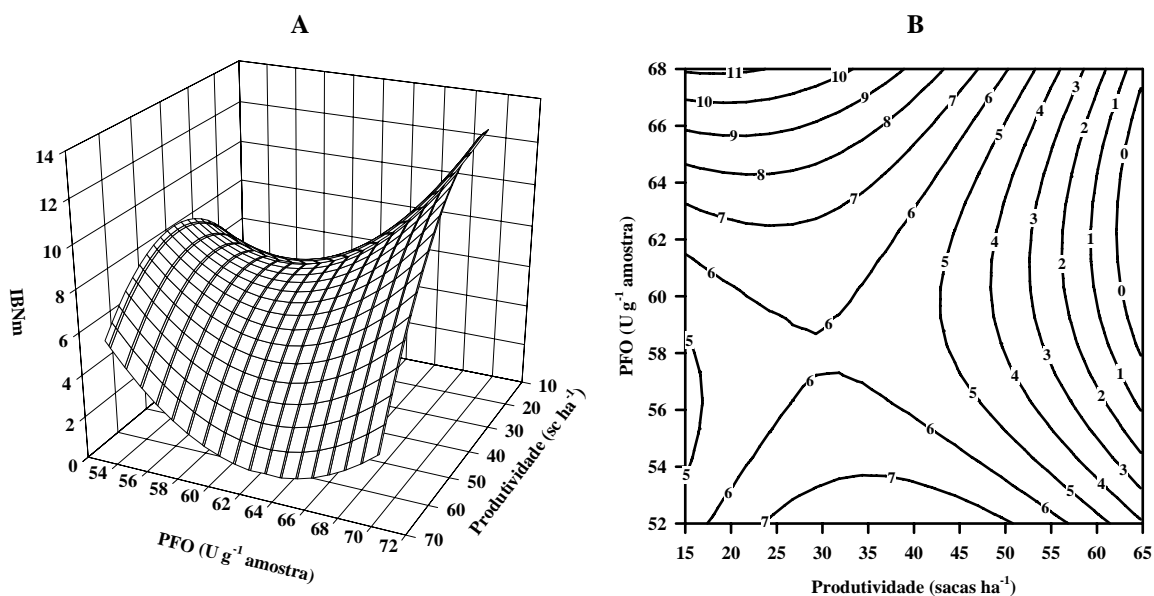 A
B
14
12
10
8
6
4
2
0
IBNm
54 56 58 60 62 64 66 68 70 72
PFO (U g⁻¹ amostra)
10
20
30
40
50
60
70
Produtividade (sc ha⁻¹)
68
66
64
62
60
58
56
54
52
PFO (U g⁻¹ amostra)
11 10 7 6 3 1
10 9 8 5 4 2
9 0
8
7 7 6 4 3 1
6 5 2
6 0
5 3 1
6 5 4 2
6
5 6 7 5 4 3
7 6
15 20 25 30 35 40 45 50 55 60 65
Produtividade (sacas ha⁻¹)